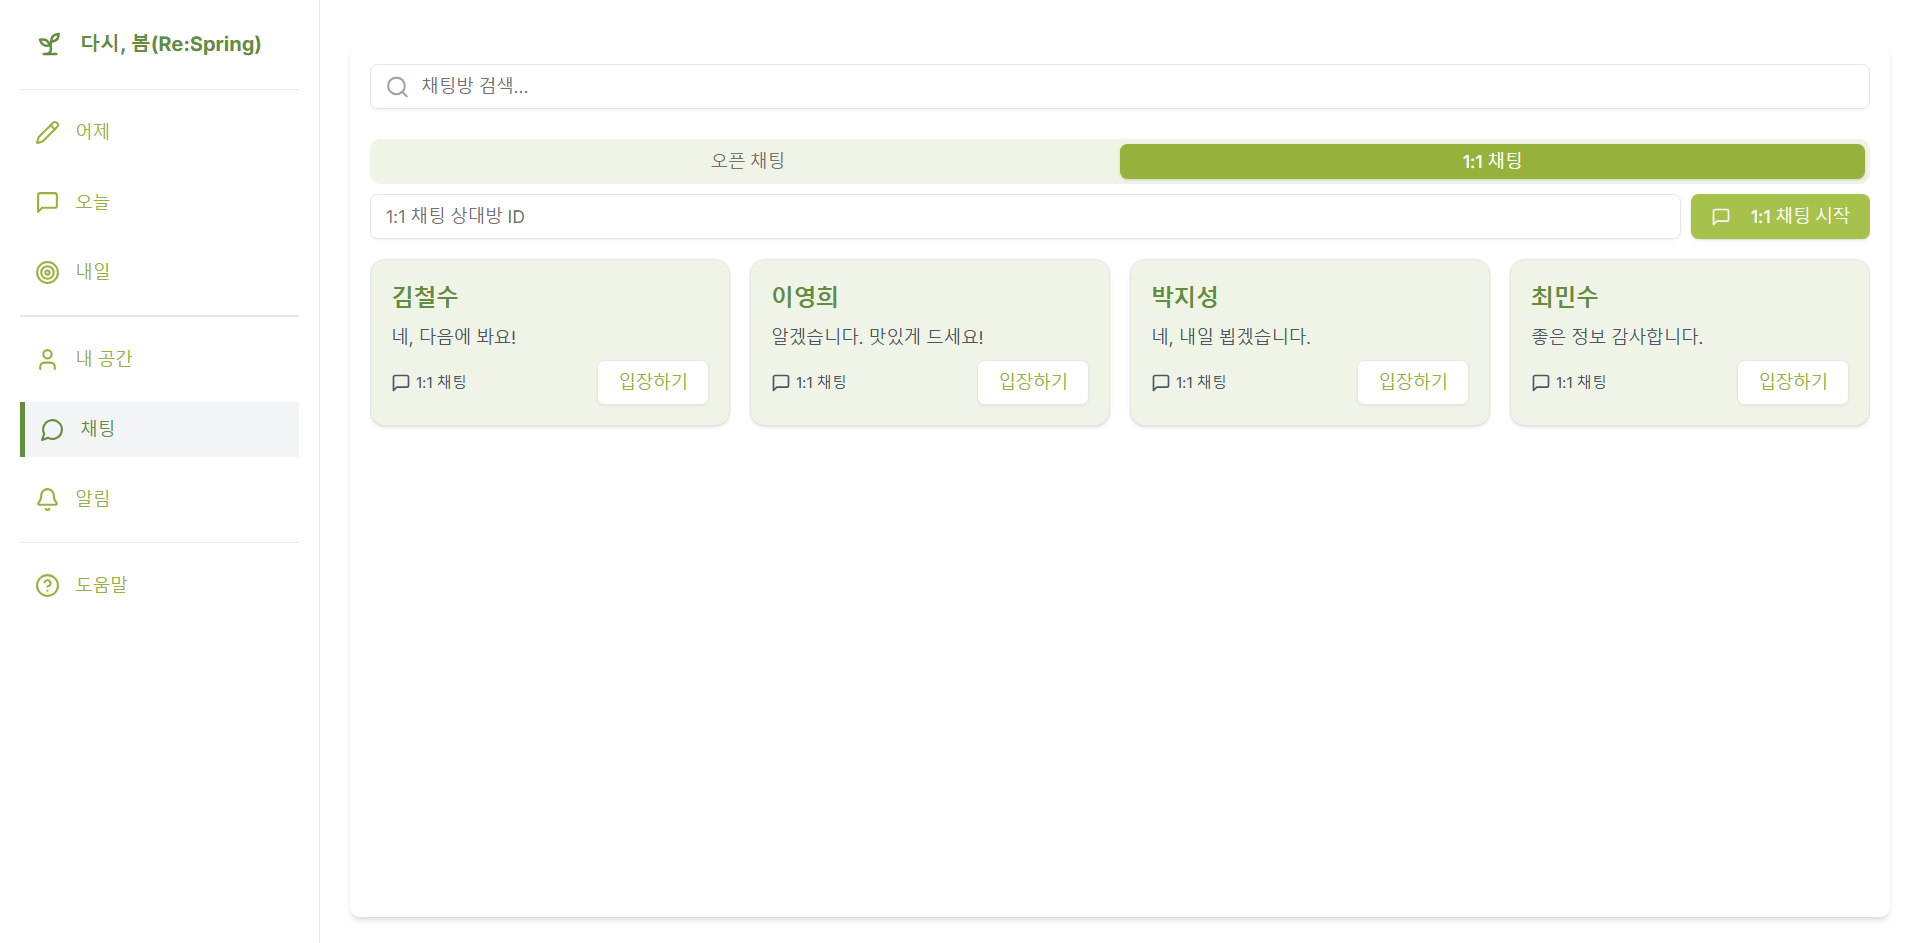 다시, 봄(Re:Spring)
어제
오늘
내일
내 공간
채팅
알림
도움말
채팅방 검색...
오픈 채팅
1:1 채팅
1:1 채팅 상대방 ID
1:1 채팅 시작
김철수
네, 다음에 봐요!
1:1 채팅
입장하기
이영희
알겠습니다. 맛있게 드세요!
1:1 채팅
입장하기
박지성
네, 내일 뵙겠습니다.
1:1 채팅
입장하기
최민수
좋은 정보 감사합니다.
1:1 채팅
입장하기